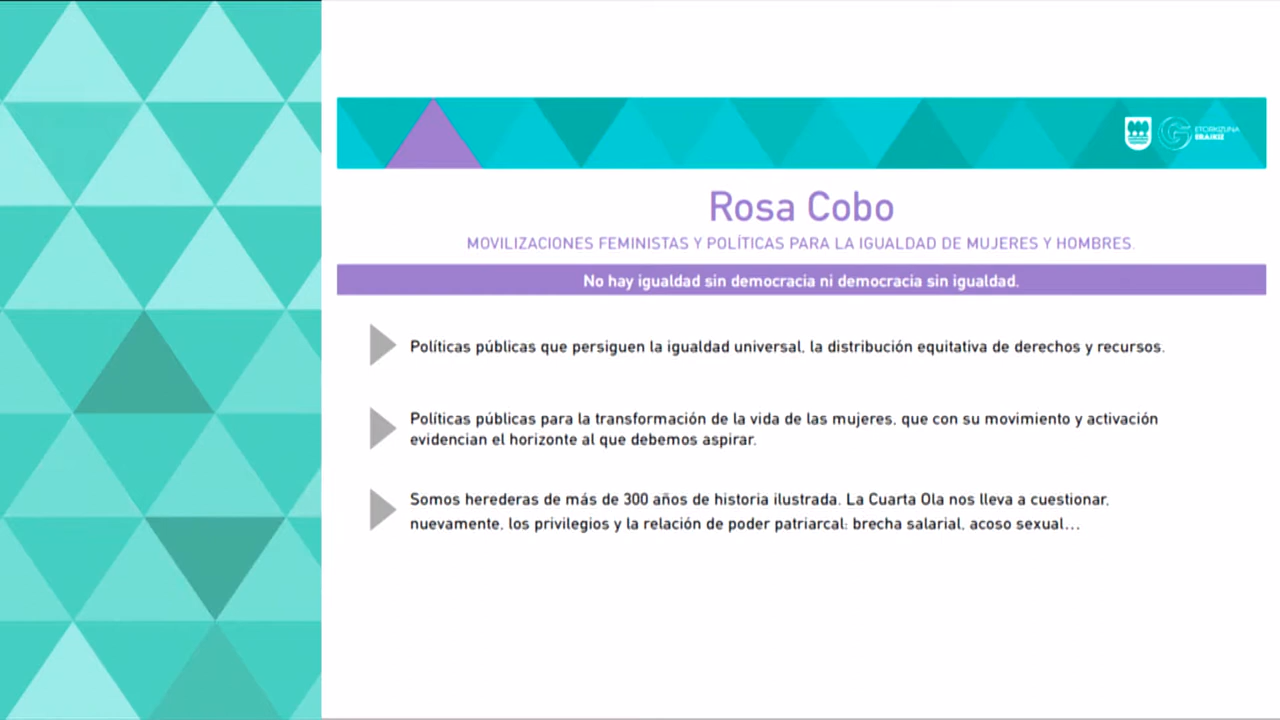 ETORKIZUNA
ERAIKIZ
Rosa Cobo
MOVILIZACIONES FEMINISTAS Y POLÍTICAS PARA LA IGUALDAD DE MUJERES Y HOMBRES.
No hay igualdad sin democracia ni democracia sin igualdad.
Políticas públicas que persiguen la igualdad universal, la distribución equitativa de derechos y recursos.
Políticas públicas para la transformación de la vida de las mujeres, que con su movimiento y activación
evidencian el horizonte al que debemos aspirar.
Somos herederas de más de 300 años de historia ilustrada. La Cuarta Ola nos lleva a cuestionar,
nuevamente, los privilegios y la relación de poder patriarcal: brecha salarial, acoso sexual...